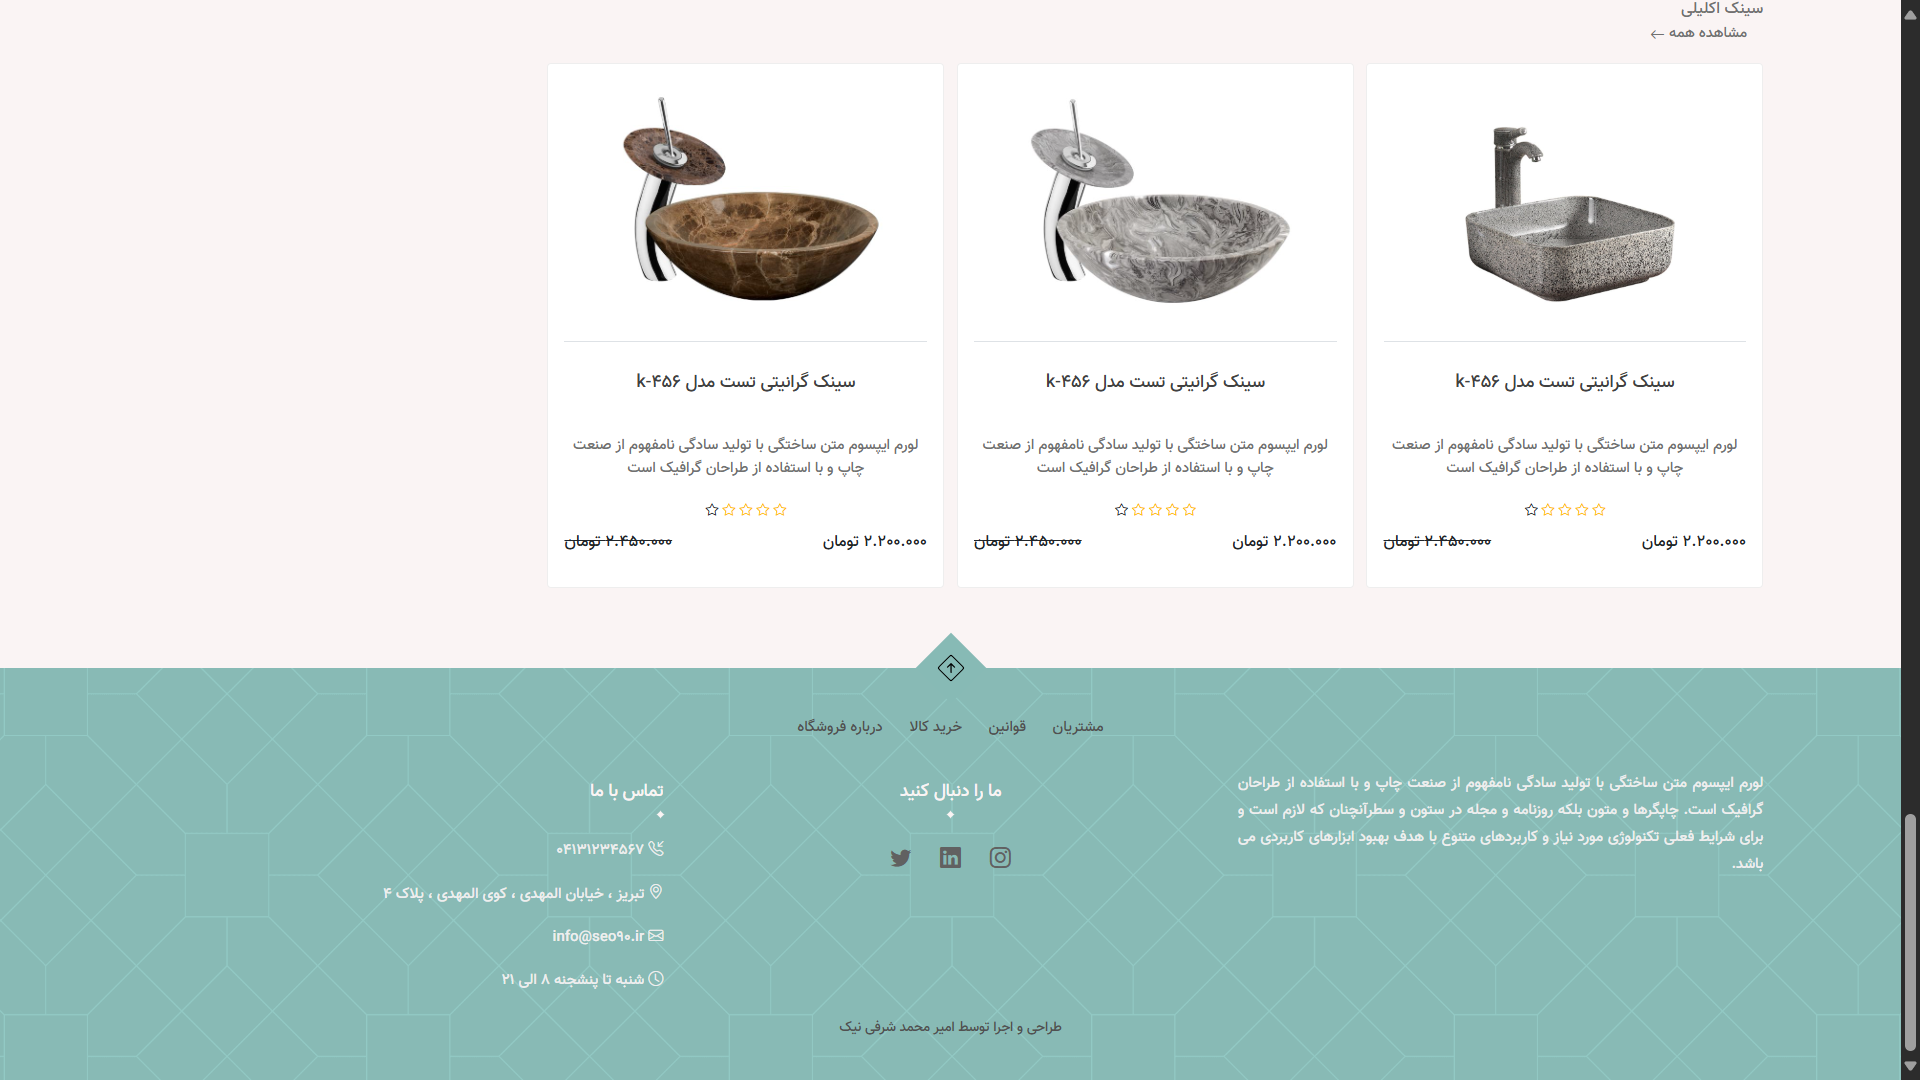 سینک اکلیلی
مشاهده همه ←
سینک گرانیتی تست مدل k-۴۵۶
لورم ایپسوم متن ساختگی با تولید سادگی نامفهوم از صنعت
چاپ و با استفاده از طراحان گرافیک است
۲.۲۰۰.۰۰۰ تومان
۲.۴۵۰.۰۰۰ تومان
سینک گرانیتی تست مدل k-۴۵۶
لورم ایپسوم متن ساختگی با تولید سادگی نامفهوم از صنعت
چاپ و با استفاده از طراحان گرافیک است
۲.۲۰۰.۰۰۰ تومان
۲.۴۵۰.۰۰۰ تومان
سینک گرانیتی تست مدل k-۴۵۶
لورم ایپسوم متن ساختگی با تولید سادگی نامفهوم از صنعت
چاپ و با استفاده از طراحان گرافیک است
۲.۲۰۰.۰۰۰ تومان
۲.۴۵۰.۰۰۰ تومان
مشتریان
قوانین
خرید کالا
درباره فروشگاه
لورم ایپسوم متن ساختگی با تولید سادگی نامفهوم از صنعت چاپ و با استفاده از طراحان
گرافیک است. چاپگرها و متون بلکه روزنامه و مجله در ستون و سطرآنچنان که لازم است و
برای شرایط فعلی تکنولوژی مورد نیاز و کاربردهای متنوع با هدف بهبود ابزارهای کاربردی می
باشد.
ما را دنبال کنید
تماس با ما
۰۴۱۳۱۲۳۴۵۶۷
تبریز ، خیابان المهدی ، کوی المهدی ، پلاک ۴
info@seo۹۰.ir
شنبه تا پنشجنه ۸ الی ۲۱
طراحی و اجرا توسط امیر محمد شرفی نیک